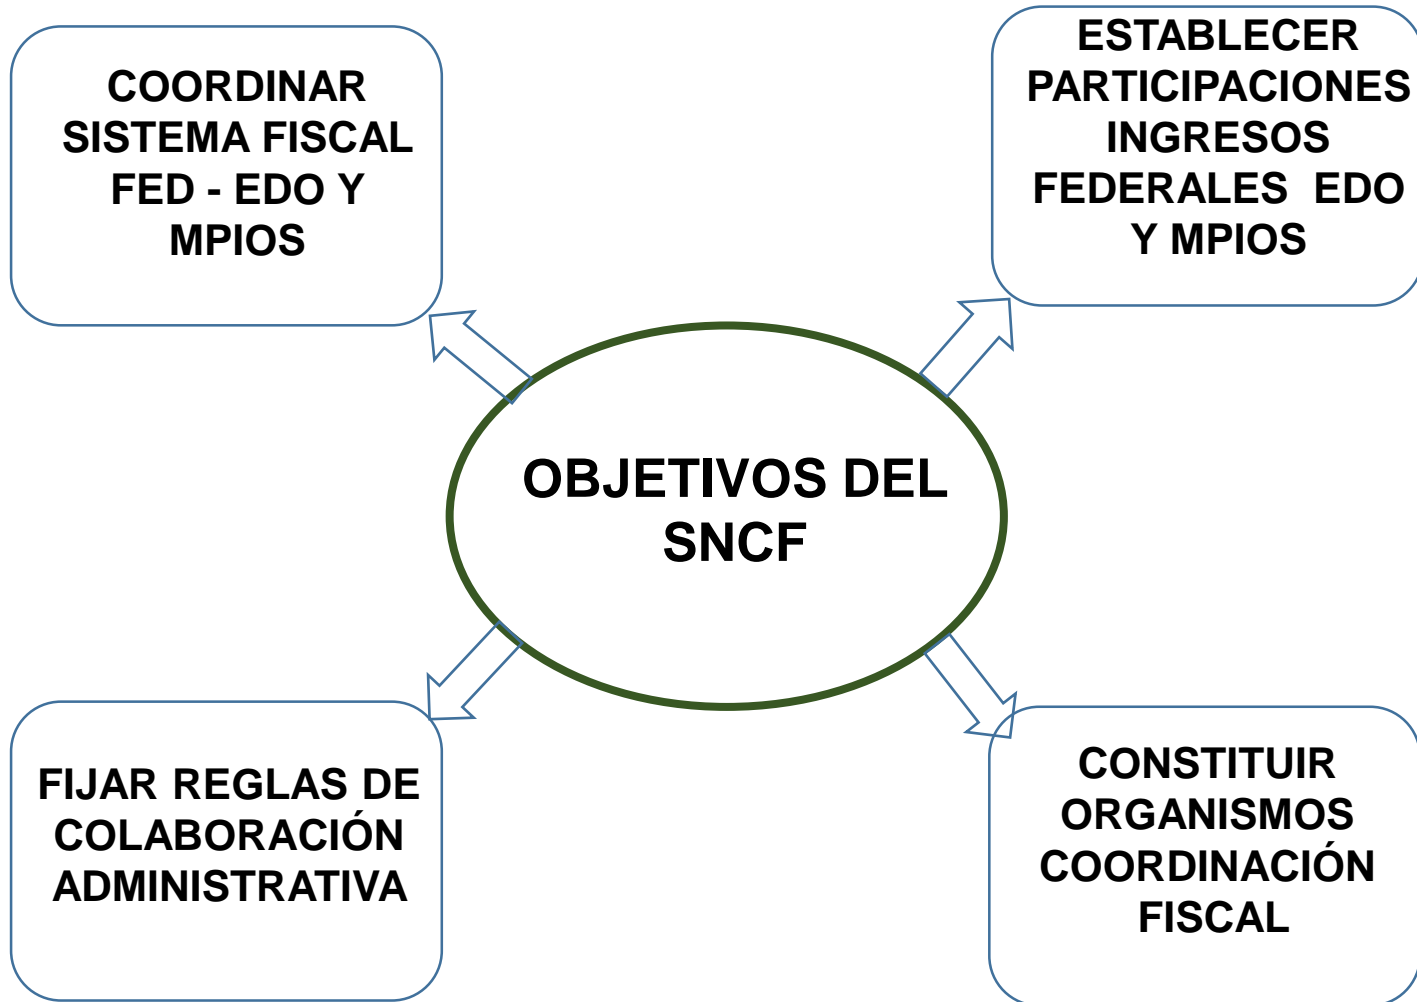 COORDINAR
SISTEMA FISCAL
FED - EDO Y
MPIOS
ESTABLECER
PARTICIPACIONES
INGRESOS
FEDERALES EDO
Y MPIOS
OBJETIVOS DEL
SNCF
FIJAR REGLAS DE
COLABORACIÓN
ADMINISTRATIVA
CONSTITUIR
ORGANISMOS
COORDINACIÓN
FISCAL